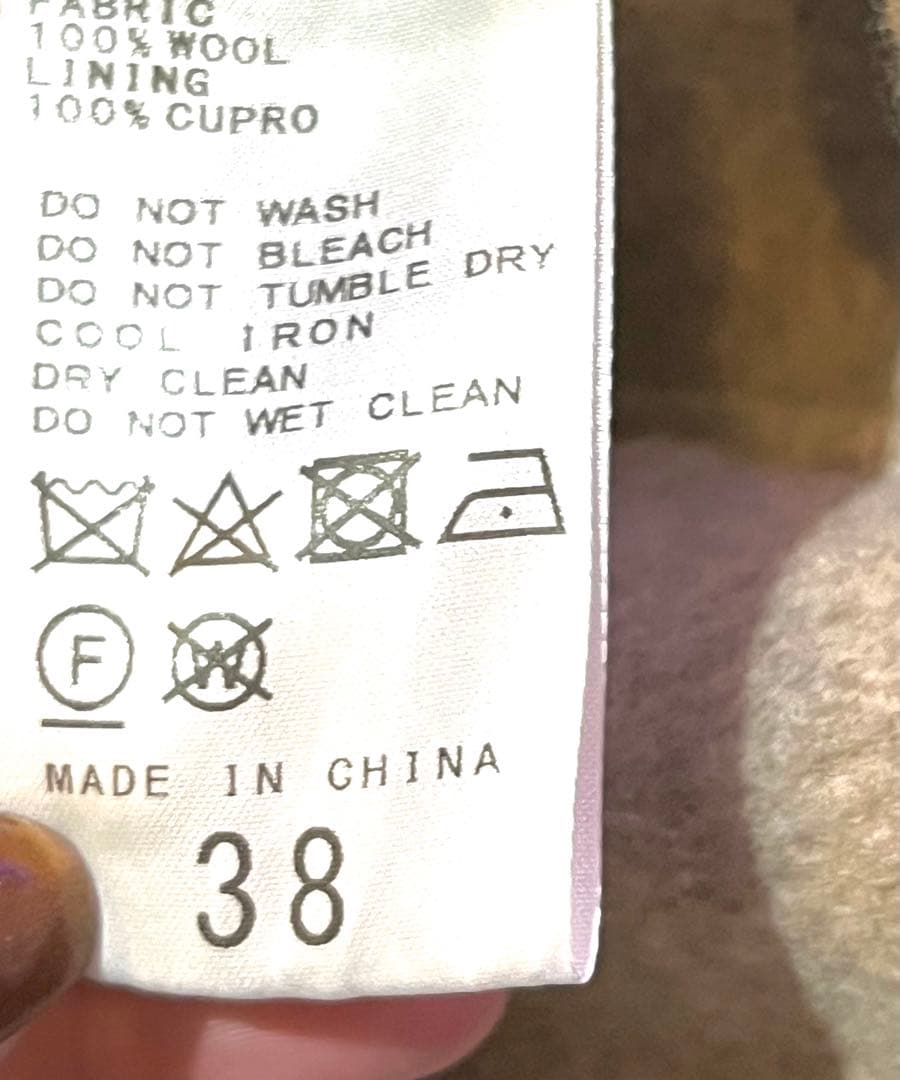 FABRIC
100% WOOL
LINING
100% CUPRO
DO NOT WASH
DO NOT BLEACH
DO NOT TUMBLE DRY
COOL IRON
DRY CLEAN
DO NOT WET CLEAN
F W
MADE IN CHINA
38